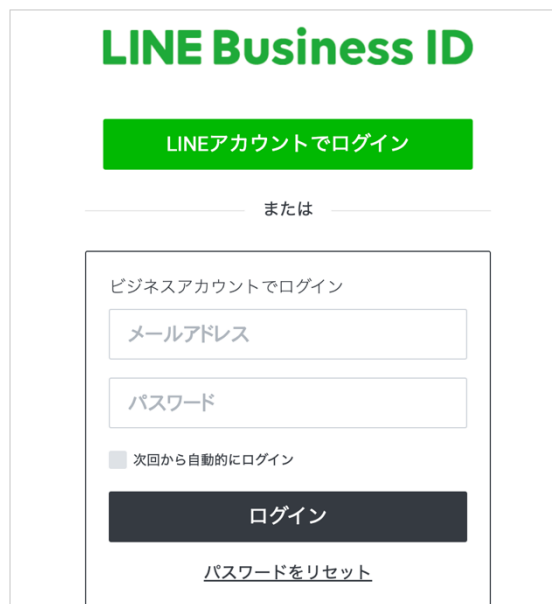 LINE Business ID
LINEアカウントでログイン
または
ビジネスアカウントでログイン
メールアドレス
パスワード
次回から自動的にログイン
ログイン
パスワードをリセット